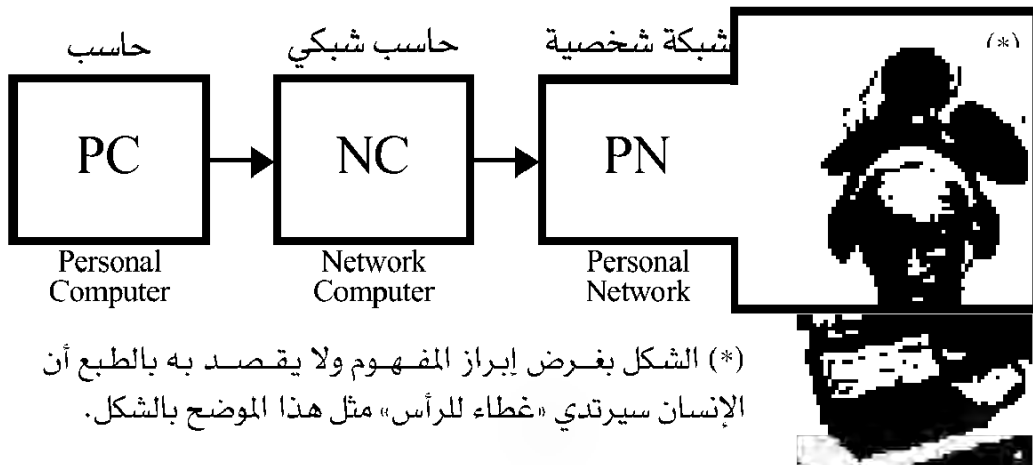 حاسب
حاسب شبكي
شبكة شخصية
(*)
PC
NC
PN
Personal
Computer
Network
Computer
Personal
Network
(*) الشكل بغرض إبراز المفهوم ولا يقصد به بالطبع أن
الإنسان سيرتدي «غطاء للرأس» مثل هذا الموضح بالشكل.